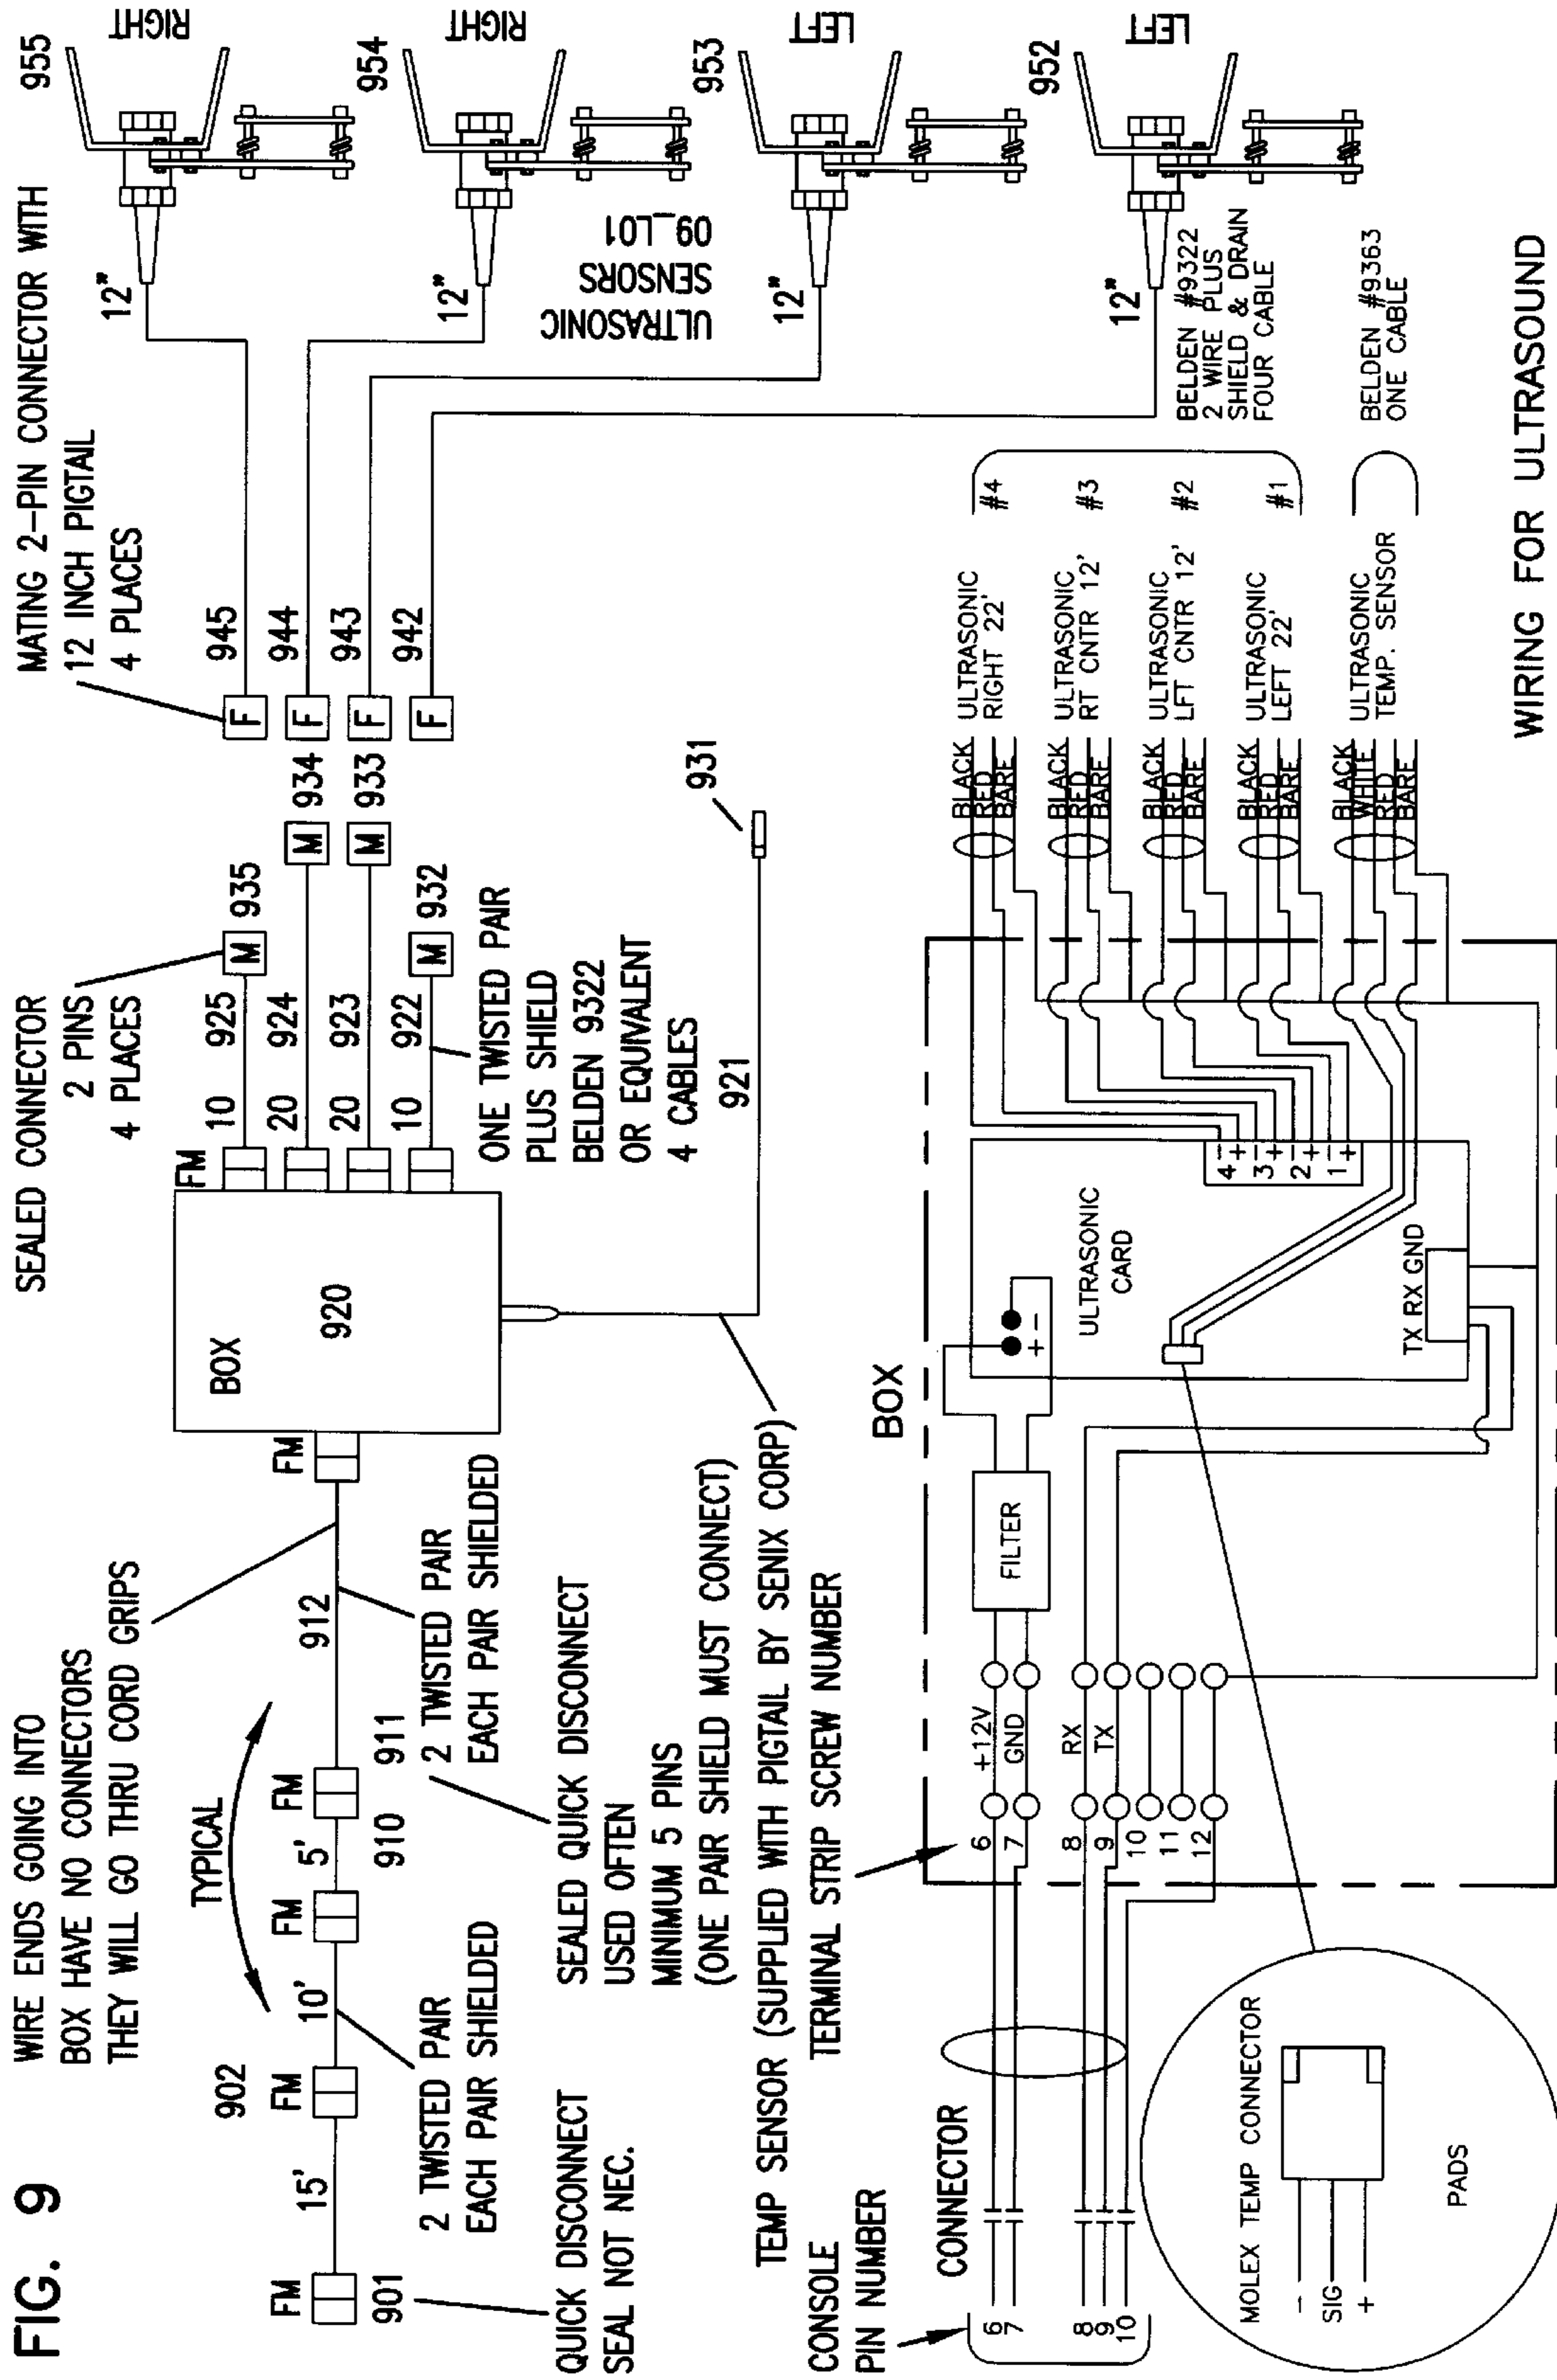 FIG. 9
WIRE ENDS GOING INTO
BOX HAVE NO CONNECTORS
THEY WILL GO THRU CORD GRIPS
SEALED CONNECTOR
2 PINS
4 PLACES
MATING 2-PIN CONNECTOR WITH
12 INCH PIGTAIL
4 PLACES
FM
901
15'
902
FM
10'
FM
5'
TYPICAL
FM
910
911
912
FM
BOX
920
FM
10
925
M
935
20
924
M
934
20
923
M
933
10
922
M
932
F
945
F
944
F
943
F
942
12"
12"
12"
12"
955
RIGHT
954
RIGHT
953
LEFT
952
LEFT
ULTRASONIC
SENSORS
09_L01
QUICK DISCONNECT
SEAL NOT NEC.
2 TWISTED PAIR
EACH PAIR SHIELDED
2 TWISTED PAIR
EACH PAIR SHIELDED
SEALED QUICK DISCONNECT
USED OFTEN
MINIMUM 5 PINS
(ONE PAIR SHIELD MUST CONNECT)
ONE TWISTED PAIR
PLUS SHIELD
BELDEN 9322
OR EQUIVALENT
4 CABLES
921
931
TEMP SENSOR (SUPPLIED WITH PIGTAIL BY SENIX CORP)
TERMINAL STRIP SCREW NUMBER
CONSOLE
PIN NUMBER
CONNECTOR
6
7
8
9
10
BOX
6
7
8
9
10
11
12
+12V
GND
RX
TX
FILTER
+ -
ULTRASONIC
CARD
4 -
+
3 -
+
2 -
+
1 -
+
TX RX GND
BLACK
RED
BARE
ULTRASONIC
RIGHT 22'
#4
BLACK
RED
BARE
ULTRASONIC
RT CNTR 12'
#3
BLACK
RED
BARE
ULTRASONIC
LFT CNTR 12'
#2
BLACK
RED
BARE
ULTRASONIC
LEFT 22'
#1
BLACK
WHITE
RED
BARE
ULTRASONIC
TEMP. SENSOR
BELDEN #9322
2 WIRE PLUS
SHIELD & DRAIN
FOUR CABLE
BELDEN #9363
ONE CABLE
MOLEX TEMP CONNECTOR
-
SIG
+
PADS
WIRING FOR ULTRASOUND